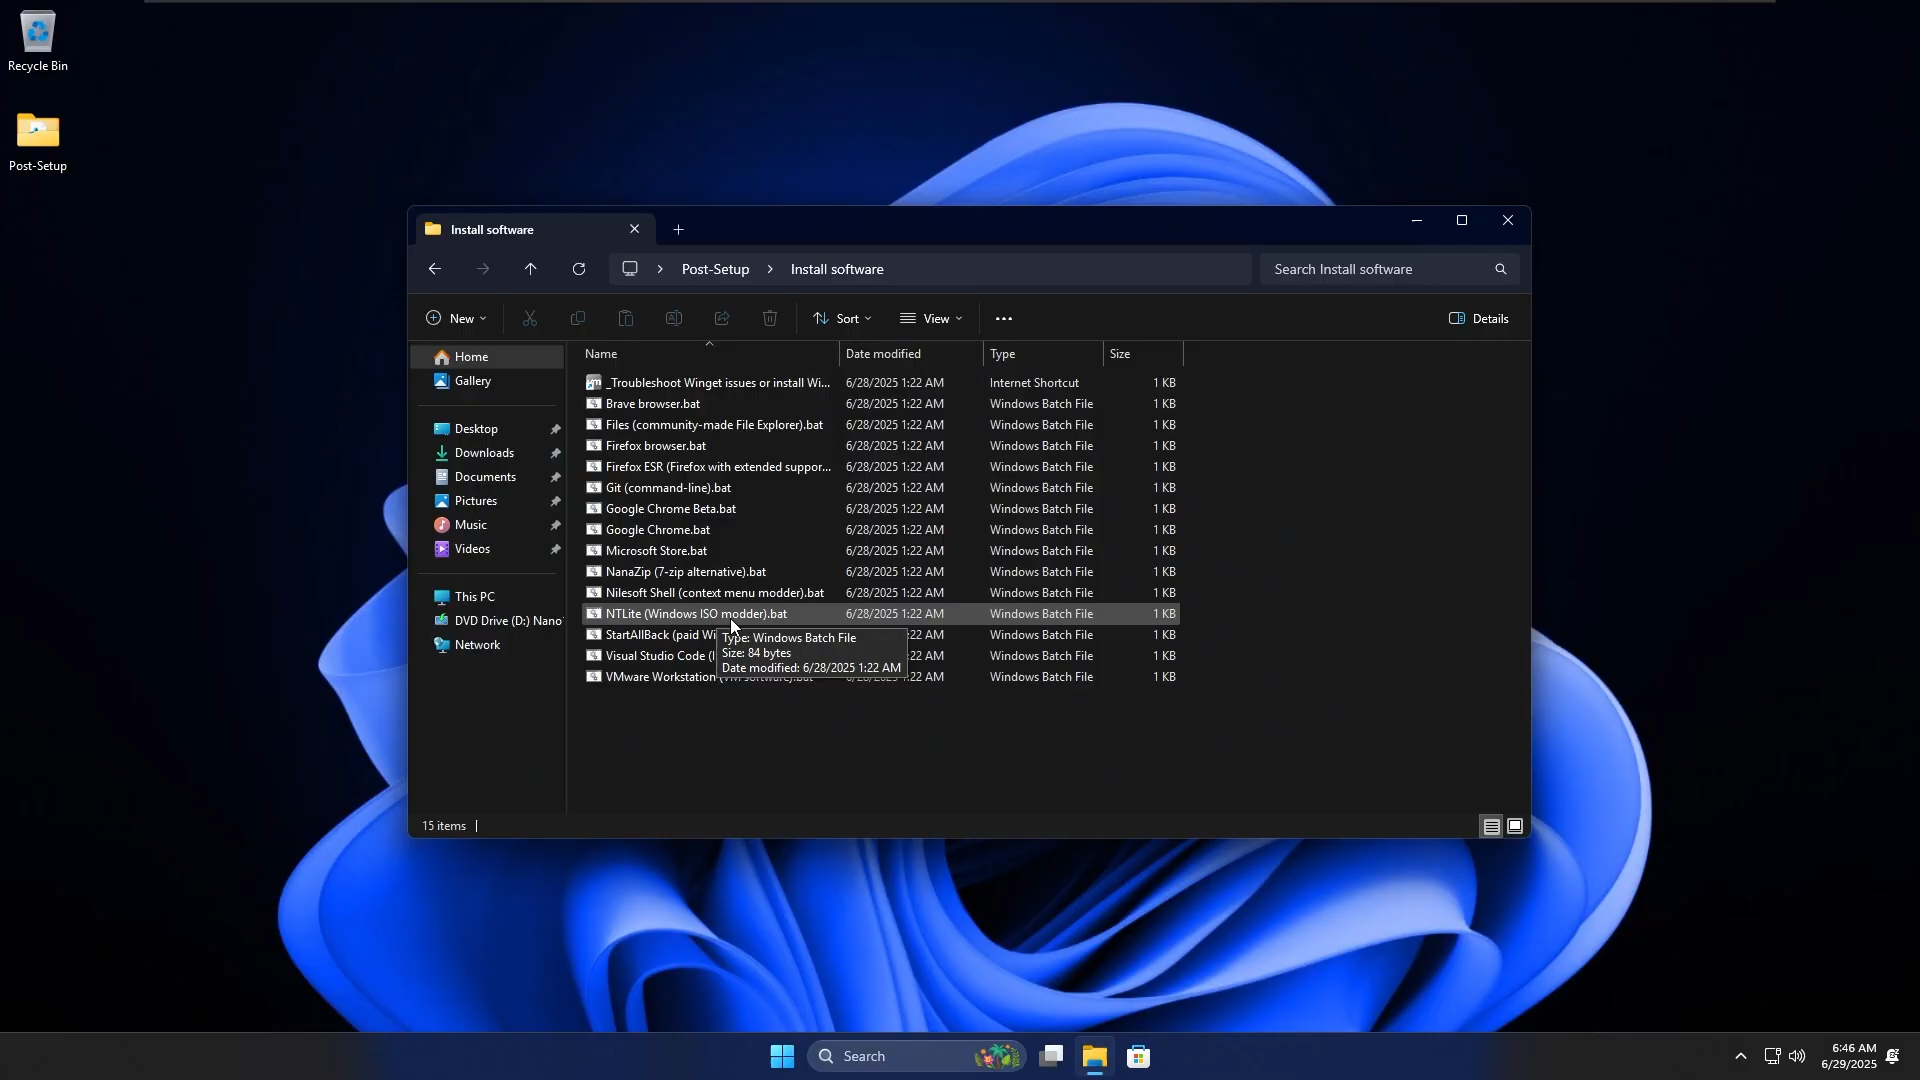 Recycle Bin
Post-Setup
Install software
Post-Setup
Install software
Search Install software
New
Sort
View
Details
Home
Gallery
Desktop
Downloads
Documents
Pictures
Music
Videos
This PC
DVD Drive (D:) Nano
Network
Name Date modified Type Size
_Troubleshoot Winget issues or install Wi... 6/28/2025 1:22 AM Internet Shortcut 1 KB
Brave browser.bat 6/28/2025 1:22 AM Windows Batch File 1 KB
Files (community-made File Explorer).bat 6/28/2025 1:22 AM Windows Batch File 1 KB
Firefox browser.bat 6/28/2025 1:22 AM Windows Batch File 1 KB
Firefox ESR (Firefox with extended suppor... 6/28/2025 1:22 AM Windows Batch File 1 KB
Git (command-line).bat 6/28/2025 1:22 AM Windows Batch File 1 KB
Google Chrome Beta.bat 6/28/2025 1:22 AM Windows Batch File 1 KB
Google Chrome.bat 6/28/2025 1:22 AM Windows Batch File 1 KB
Microsoft Store.bat 6/28/2025 1:22 AM Windows Batch File 1 KB
NanaZip (7-zip alternative).bat 6/28/2025 1:22 AM Windows Batch File 1 KB
Nilesoft Shell (context menu modder).bat 6/28/2025 1:22 AM Windows Batch File 1 KB
NTLite (Windows ISO modder).bat 6/28/2025 1:22 AM Windows Batch File 1 KB
StartAllBack (paid Wi :22 AM Windows Batch File 1 KB
Visual Studio Code ( :22 AM Windows Batch File 1 KB
VMware Workstation (VM software).bat 6/28/2025 1:22 AM Windows Batch File 1 KB
Type: Windows Batch File
Size: 84 bytes
Date modified: 6/28/2025 1:22 AM
15 items
Search
6:46 AM
6/29/2025